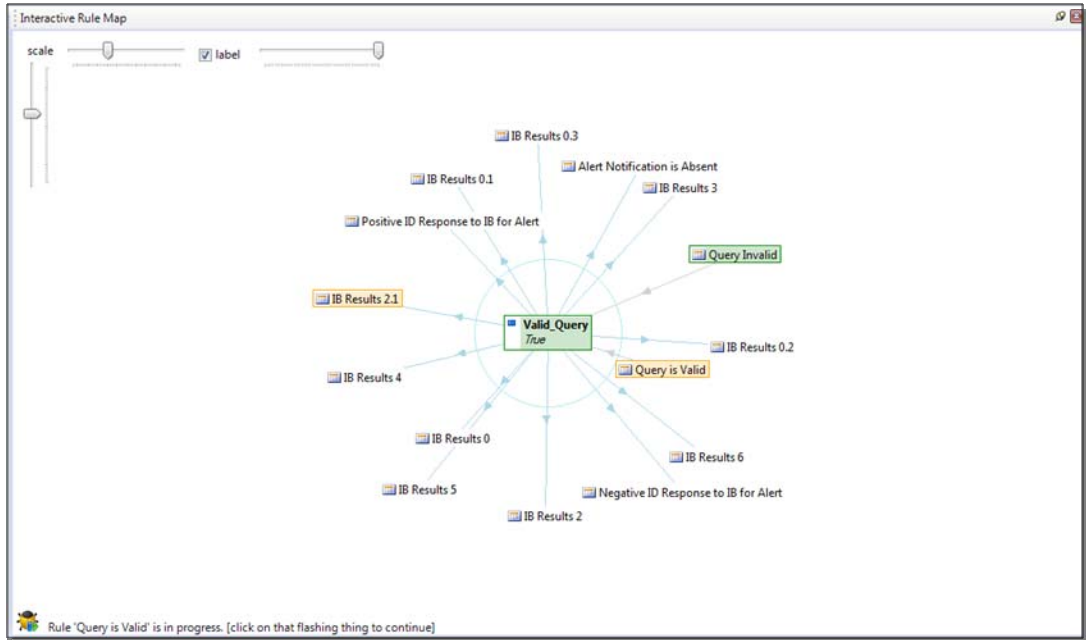 Interactive Rule Map
scale
label
IB Results 0.3
Alert Notification is Absent
IB Results 0.1
IB Results 3
Positive ID Response to IB for Alert
Query Invalid
IB Results 2.1
Valid_Query
True
IB Results 0.2
Query is Valid
IB Results 4
IB Results 0
IB Results 6
IB Results 5
Negative ID Response to IB for Alert
IB Results 2
Rule 'Query is Valid' is in progress. [click on that flashing thing to continue]